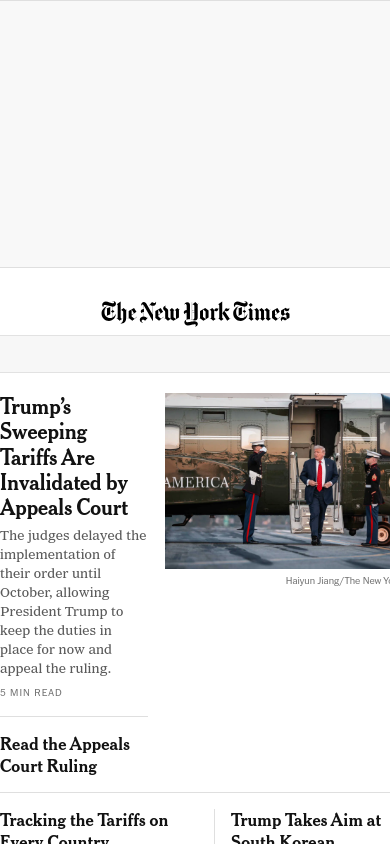 The New York Times
Trump’s
Sweeping
Tariffs Are
Invalidated by
Appeals Court
The judges delayed the
implementation of
their order until
October, allowing
President Trump to
keep the duties in
place for now and
appeal the ruling.
5 MIN READ
AMERICA
Haiyun Jiang/The New Yo
Read the Appeals
Court Ruling
Tracking the Tariffs on
Every Country
Trump Takes Aim at
South Korean